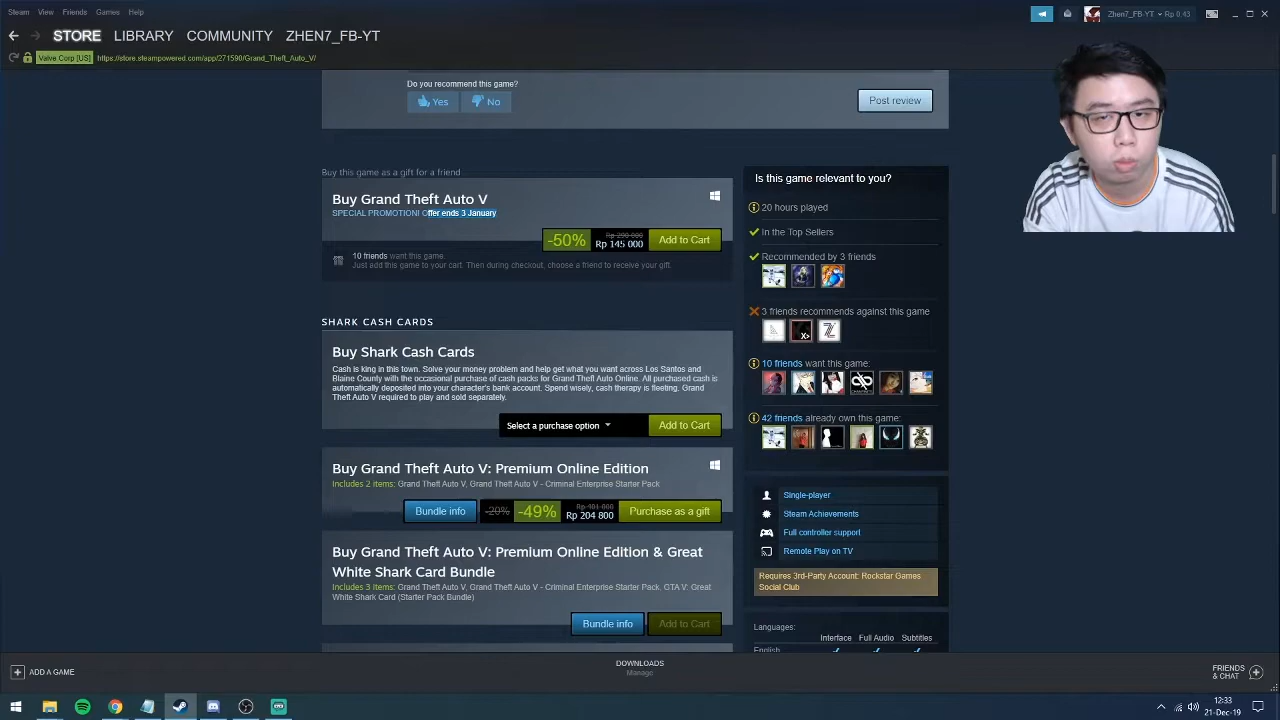 Steam View Friends Games Help
Zhen7_FB-YT Rp 0.43
STORE LIBRARY COMMUNITY ZHEN7_FB-YT
Valve Corp [US] https://store.steampowered.com/app/271590/Grand_Theft_Auto_V/
Do you recommend this game?
Yes No
Post review
Buy this game as a gift for a friend
Buy Grand Theft Auto V
SPECIAL PROMOTION! Offer ends 3 January
-50% Rp 290 000 Rp 145 000 Add to Cart
10 friends want this game.
Just add this game to your cart. Then during checkout, choose a friend to receive your gift.
SHARK CASH CARDS
Buy Shark Cash Cards
Cash is king in this town. Solve your money problem and help get what you want across Los Santos and
Blaine County with the occasional purchase of cash packs for Grand Theft Auto Online. All purchased cash is
automatically deposited into your character's bank account. Spend wisely, cash therapy is fleeting. Grand
Theft Auto V required to play and sold separately.
Select a purchase option Add to Cart
Buy Grand Theft Auto V: Premium Online Edition
Includes 2 items: Grand Theft Auto V, Grand Theft Auto V - Criminal Enterprise Starter Pack
Bundle info -20% -49% Rp 401 000 Rp 204 800 Purchase as a gift
Buy Grand Theft Auto V: Premium Online Edition & Great
White Shark Card Bundle
Includes 3 items: Grand Theft Auto V, Grand Theft Auto V - Criminal Enterprise Starter Pack, GTA V: Great
White Shark Card (Starter Pack Bundle)
Bundle info Add to Cart
Is this game relevant to you?
20 hours played
In the Top Sellers
Recommended by 3 friends
3 friends recommends against this game
10 friends want this game:
42 friends already own this game:
Single-player
Steam Achievements
Full controller support
Remote Play on TV
Requires 3rd-Party Account: Rockstar Games
Social Club
Languages:
Interface Full Audio Subtitles
English
ADD A GAME
DOWNLOADS
Manage
FRIENDS
& CHAT
12:33
21-Dec-19